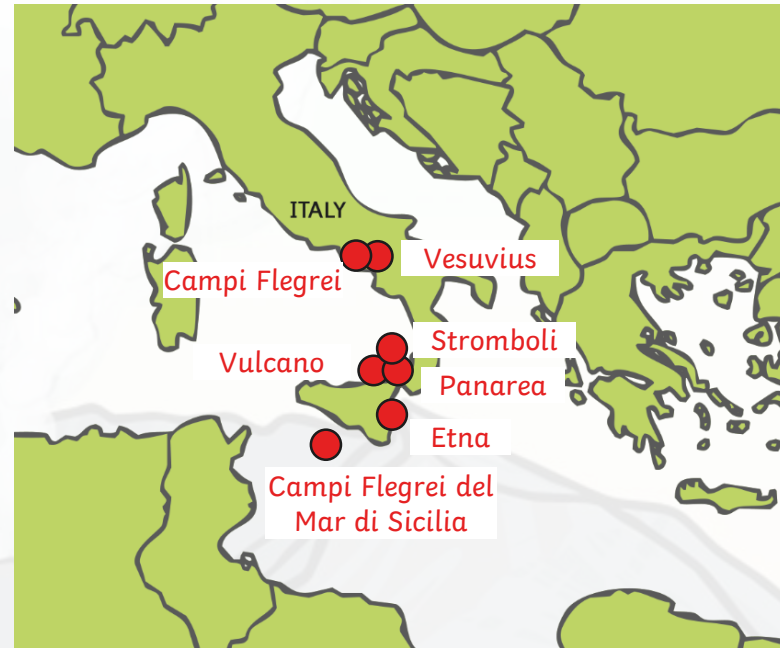 ITALY
Vesuvius
Campi Flegrei
Stromboli
Vulcano
Panarea
Etna
Campi Flegrei del
Mar di Sicilia